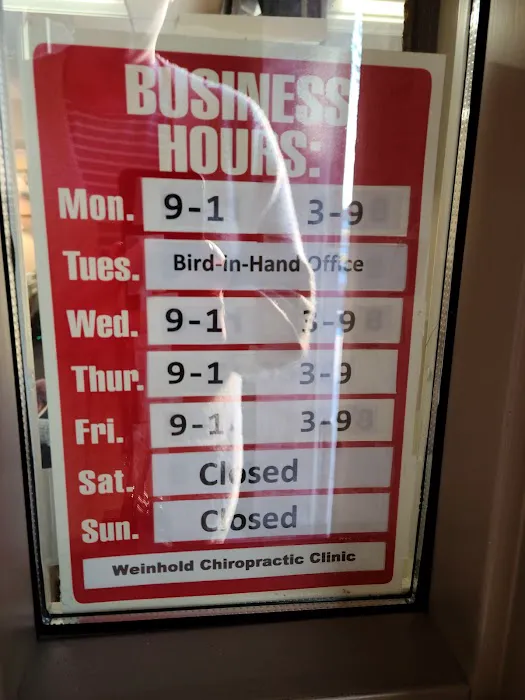 BUSINESS
HOURS:
Mon. 9-1 3-9
Tues. Bird-in-Hand Office
Wed. 9-1 3-9
Thur. 9-1 3-9
Fri. 9-1 3-9
Sat. Closed
Sun. Closed
Weinhold Chiropractic Clinic